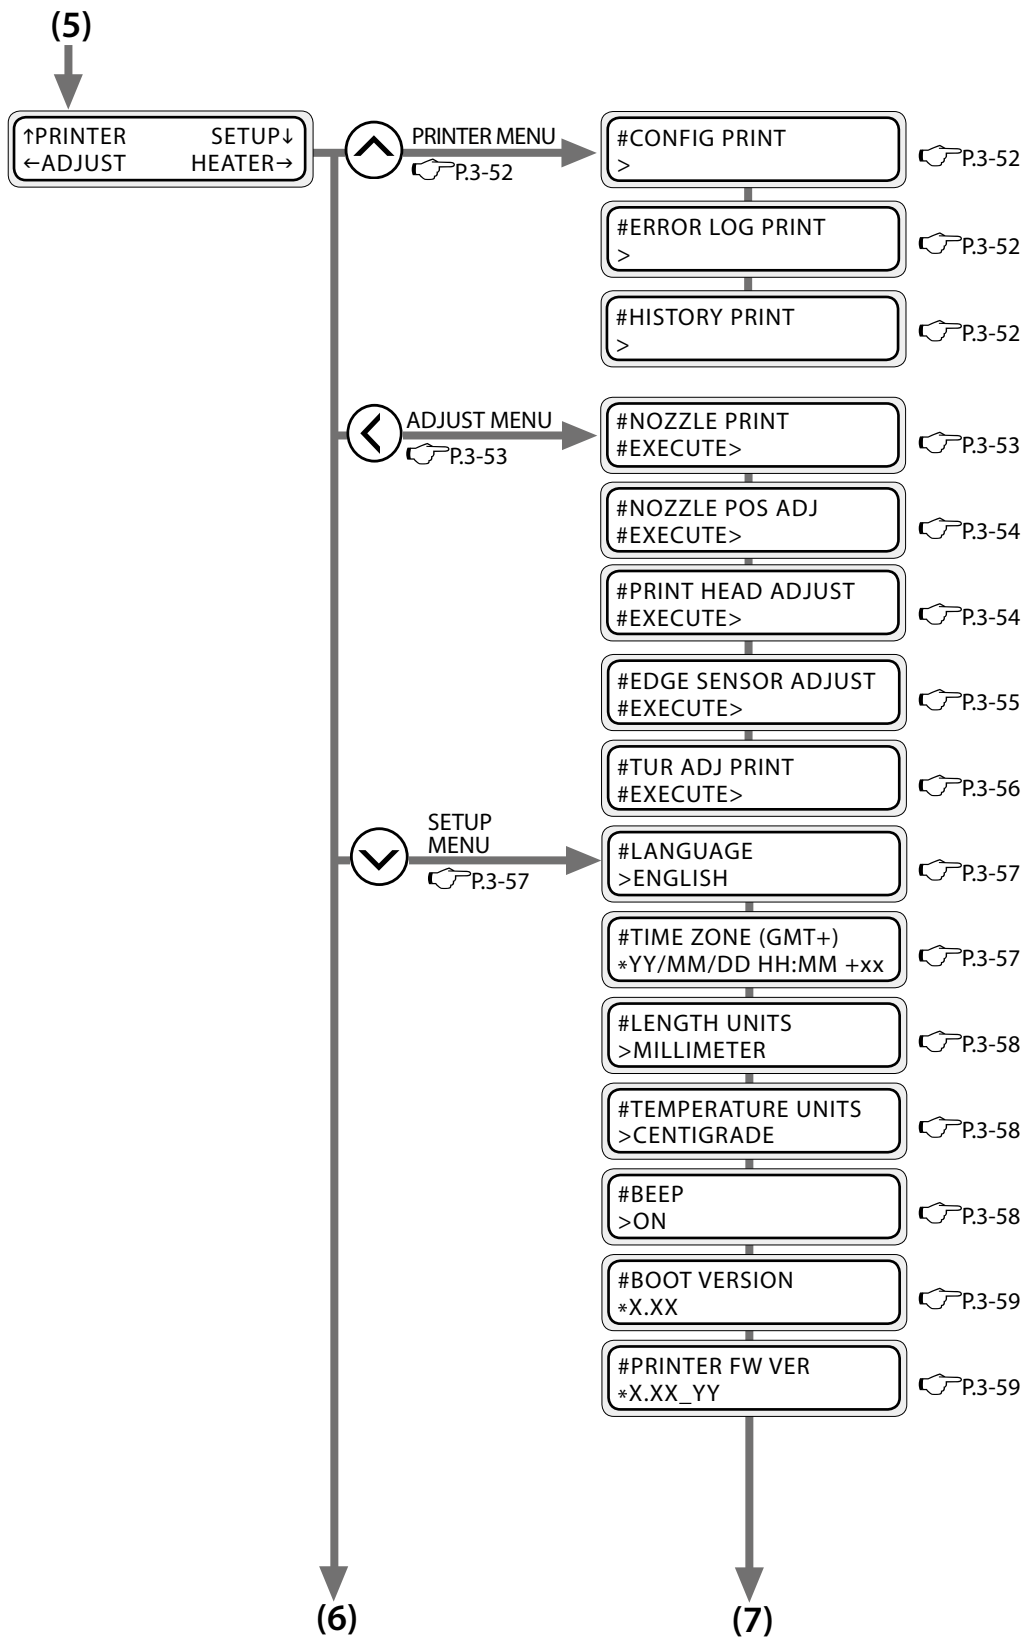 (5)
↑PRINTER SETUP↓
←ADJUST HEATER→
PRINTER MENU
P.3-52
#CONFIG PRINT
>
P.3-52
#ERROR LOG PRINT
>
P.3-52
#HISTORY PRINT
>
P.3-52
ADJUST MENU
P.3-53
#NOZZLE PRINT
#EXECUTE>
P.3-53
#NOZZLE POS ADJ
#EXECUTE>
P.3-54
#PRINT HEAD ADJUST
#EXECUTE>
P.3-54
#EDGE SENSOR ADJUST
#EXECUTE>
P.3-55
#TUR ADJ PRINT
#EXECUTE>
P.3-56
SETUP
MENU
P.3-57
#LANGUAGE
>ENGLISH
P.3-57
#TIME ZONE (GMT+)
*YY/MM/DD HH:MM +xx
P.3-57
#LENGTH UNITS
>MILLIMETER
P.3-58
#TEMPERATURE UNITS
>CENTIGRADE
P.3-58
#BEEP
>ON
P.3-58
#BOOT VERSION
*X.XX
P.3-59
#PRINTER FW VER
*X.XX_YY
P.3-59
(6)
(7)